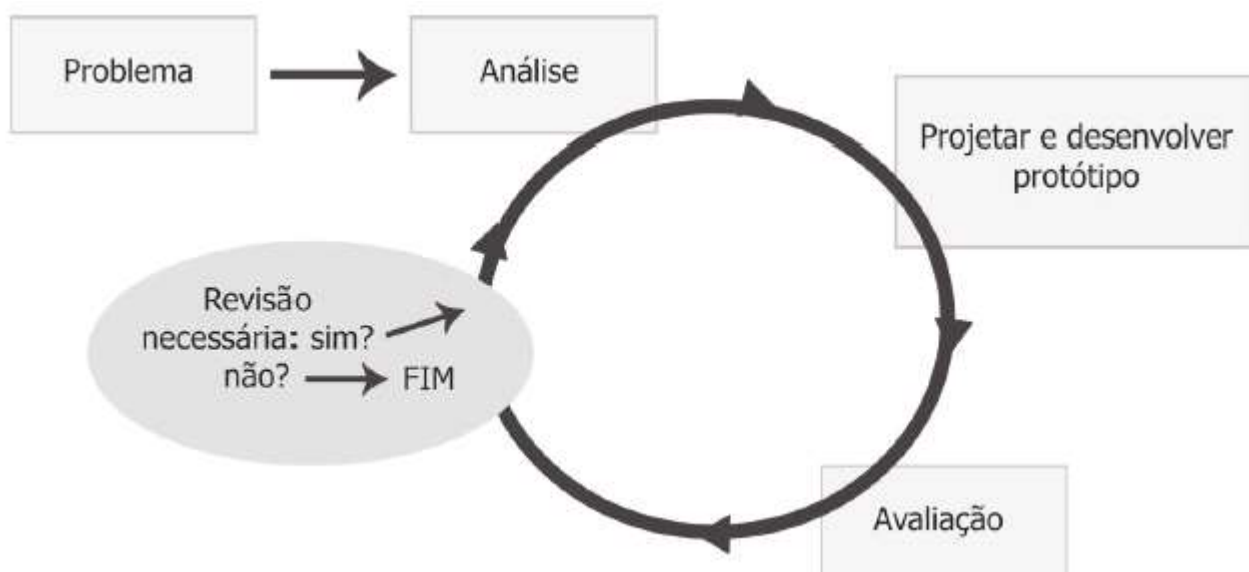 Problema
Análise
Projetar e desenvolver
protótipo
Revisão
necessária: sim?
não?
FIM
Avaliação